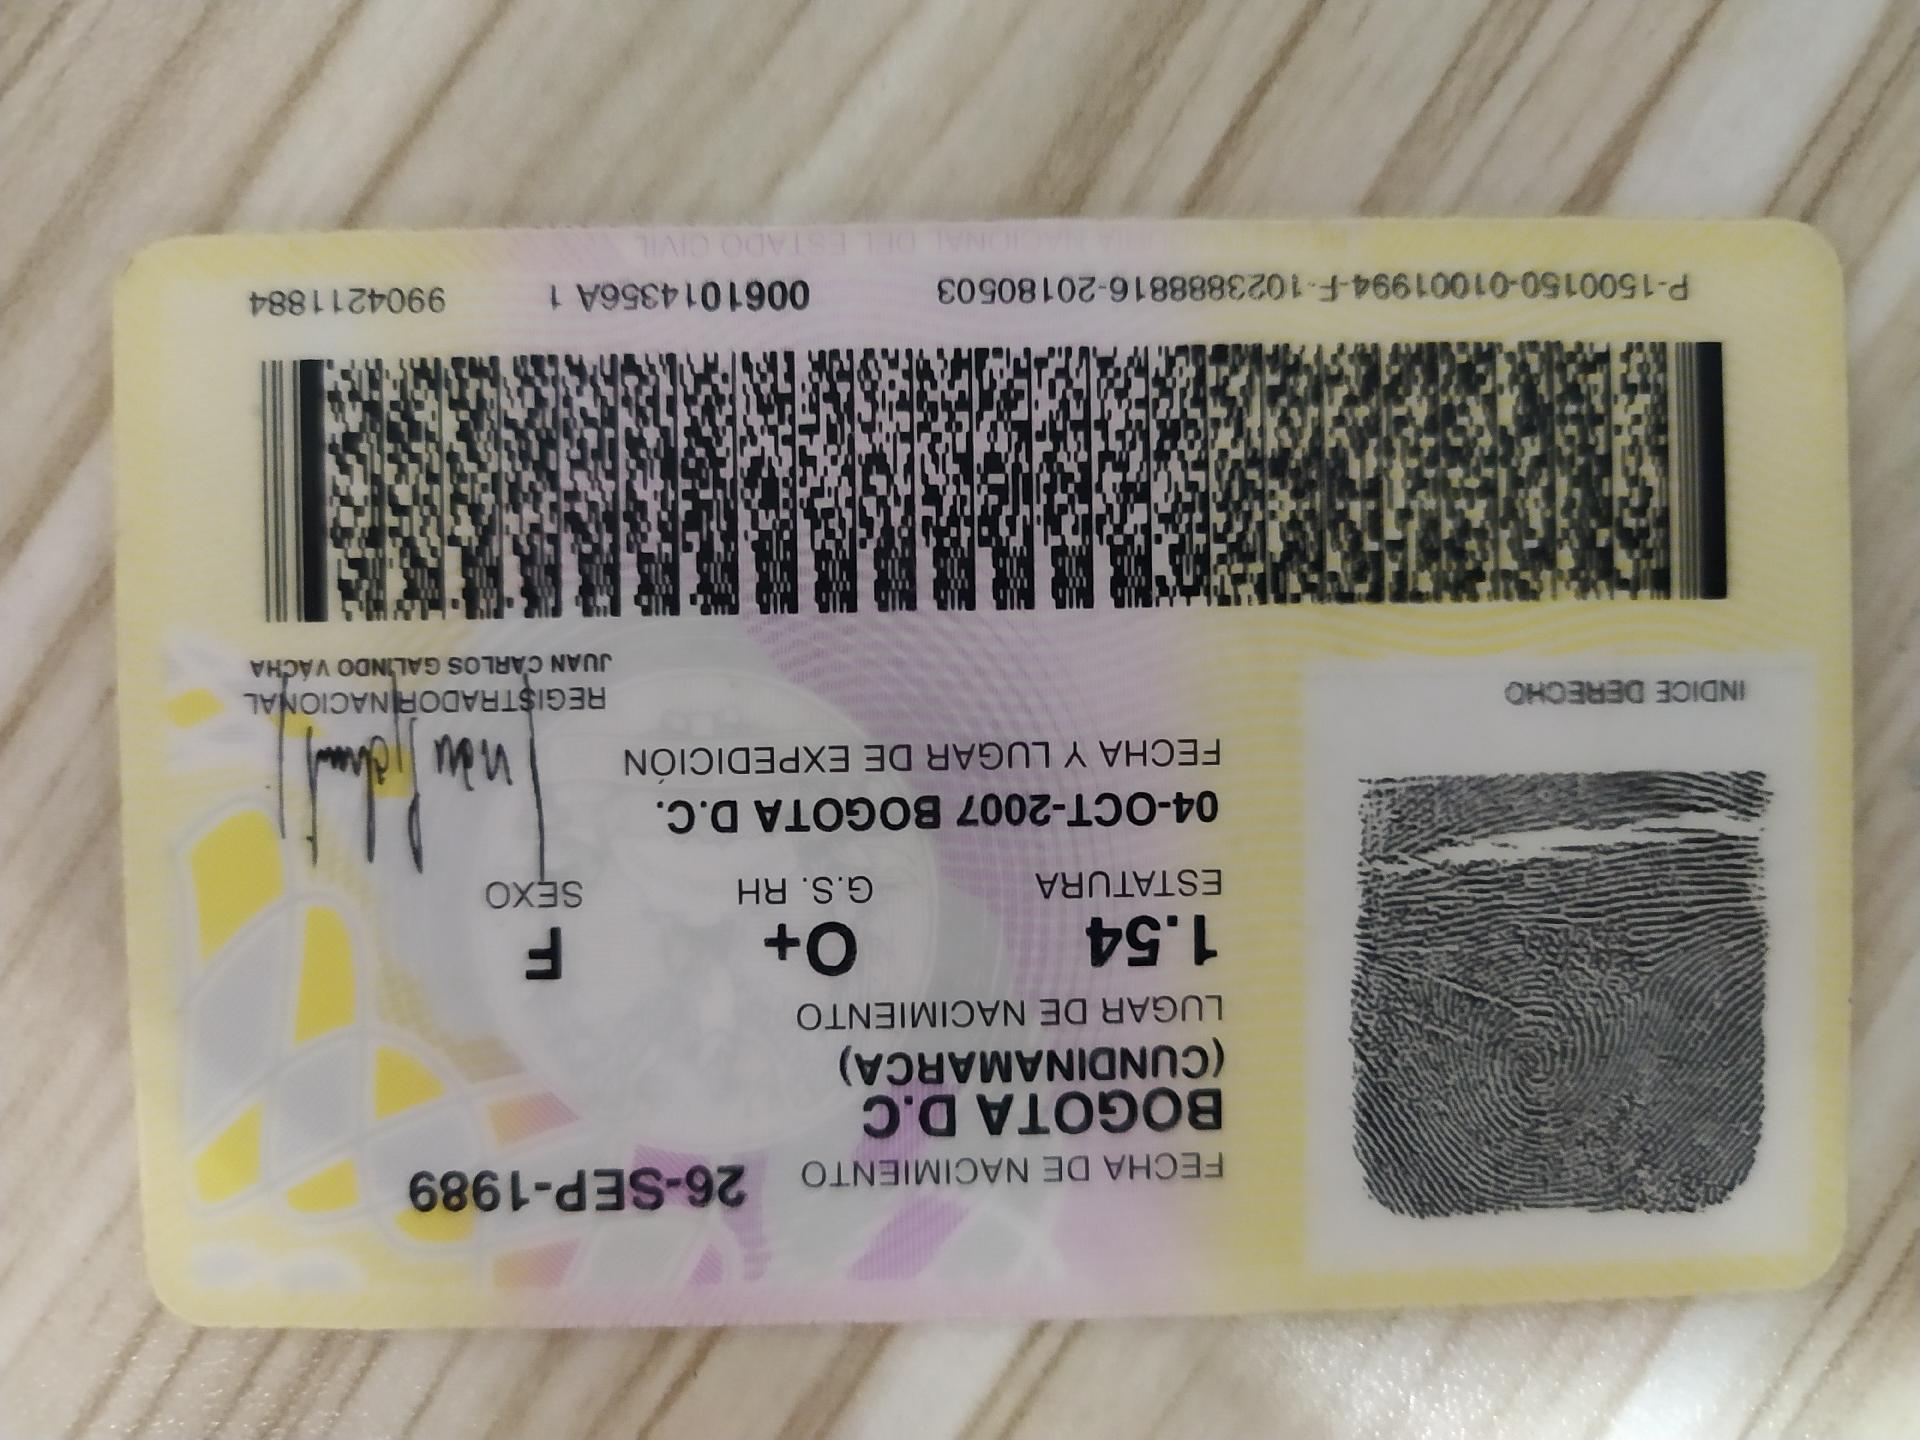 FECHA DE NACIMIENTO 26-SEP-1989
BOGOTA D.C
(CUNDINAMARCA)
LUGAR DE NACIMIENTO
1.54 O+ F
ESTATURA G.S. RH SEXO
04-OCT-2007 BOGOTA D.C.
FECHA Y LUGAR DE EXPEDICIÓN
INDICE DERECHO
REGISTRADOR NACIONAL
JUAN CARLOS GALINDO VACHA
P-1500150-01001994-F-1023888816-20180503 0061014356A 1 9904211884
NACIONAL DEL ESTADO CIVIL